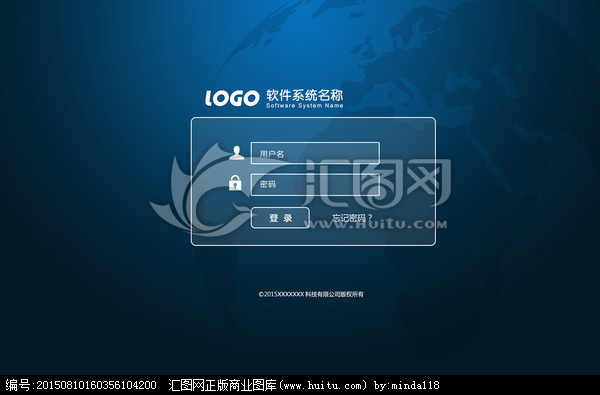 LOGO 软件系统名称
Software System Name
用户名
密码
汇图网
www.huitu.com
登 录 忘记密码？
©2015XXXXXXX 科技有限公司版权所有
编号:20150810160356104200 汇图网正版商业图库(www.huitu.com) by:minda118